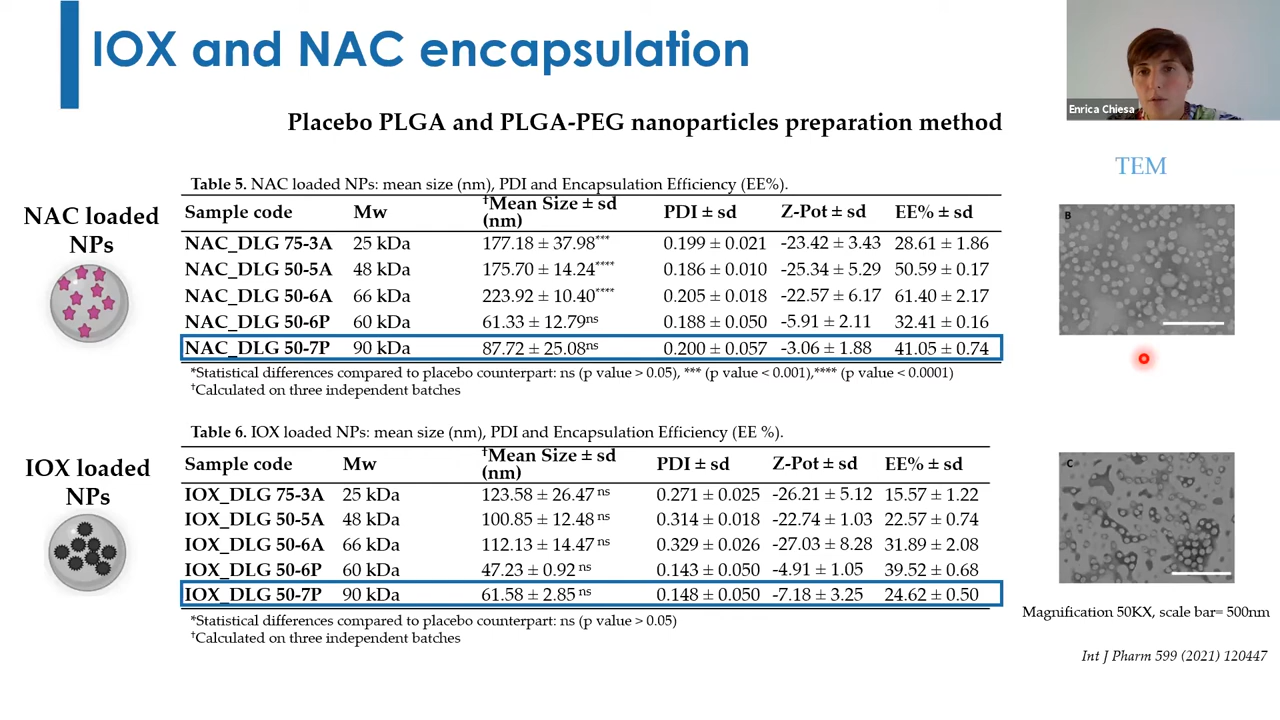 IOX and NAC encapsulation
Enrica Chiesa
Placebo PLGA and PLGA-PEG nanoparticles preparation method
TEM
NAC loaded
NPs
Table 5. NAC loaded NPs: mean size (nm), PDI and Encapsulation Efficiency (EE%).
Sample code Mw †Mean Size ± sd (nm) PDI ± sd Z-Pot ± sd EE% ± sd
NAC_DLG 75-3A 25 kDa 177.18 ± 37.98*** 0.199 ± 0.021 -23.42 ± 3.43 28.61 ± 1.86
NAC_DLG 50-5A 48 kDa 175.70 ± 14.24**** 0.186 ± 0.010 -25.34 ± 5.29 50.59 ± 0.17
NAC_DLG 50-6A 66 kDa 223.92 ± 10.40**** 0.205 ± 0.018 -22.57 ± 6.17 61.40 ± 2.17
NAC_DLG 50-6P 60 kDa 61.33 ± 12.79ns 0.188 ± 0.050 -5.91 ± 2.11 32.41 ± 0.16
NAC_DLG 50-7P 90 kDa 87.72 ± 25.08ns 0.200 ± 0.057 -3.06 ± 1.88 41.05 ± 0.74
*Statistical differences compared to placebo counterpart: ns (p value > 0.05), *** (p value < 0.001),**** (p value < 0.0001)
†Calculated on three independent batches
B
IOX loaded
NPs
Table 6. IOX loaded NPs: mean size (nm), PDI and Encapsulation Efficiency (EE %).
Sample code Mw †Mean Size ± sd (nm) PDI ± sd Z-Pot ± sd EE% ± sd
IOX_DLG 75-3A 25 kDa 123.58 ± 26.47 ns 0.271 ± 0.025 -26.21 ± 5.12 15.57 ± 1.22
IOX_DLG 50-5A 48 kDa 100.85 ± 12.48 ns 0.314 ± 0.018 -22.74 ± 1.03 22.57 ± 0.74
IOX_DLG 50-6A 66 kDa 112.13 ± 14.47 ns 0.329 ± 0.026 -27.03 ± 8.28 31.89 ± 2.08
IOX_DLG 50-6P 60 kDa 47.23 ± 0.92 ns 0.143 ± 0.050 -4.91 ± 1.05 39.52 ± 0.68
IOX_DLG 50-7P 90 kDa 61.58 ± 2.85 ns 0.148 ± 0.050 -7.18 ± 3.25 24.62 ± 0.50
*Statistical differences compared to placebo counterpart: ns (p value > 0.05)
†Calculated on three independent batches
C
Magnification 50KX, scale bar= 500nm
Int J Pharm 599 (2021) 120447